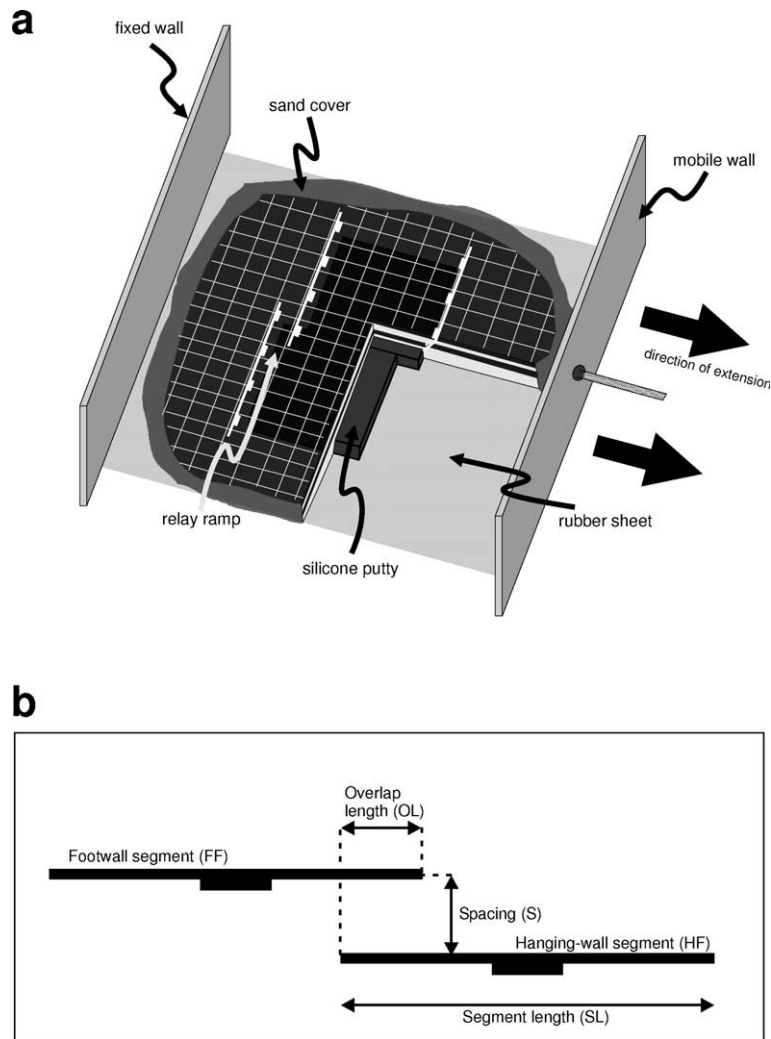 a
fixed wall
sand cover
mobile wall
direction of extension
relay ramp
rubber sheet
silicone putty
b
Overlap
length (OL)
Footwall segment (FF)
Spacing (S)
Hanging-wall segment (HF)
Segment length (SL)